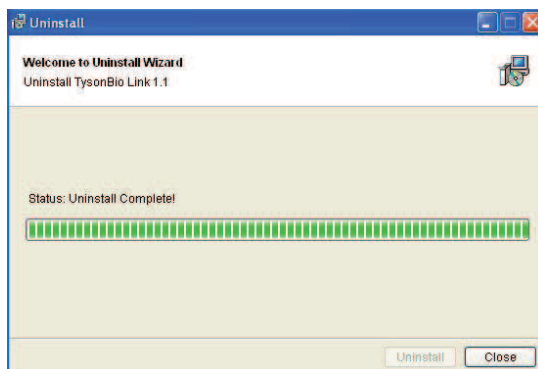 Uninstall
Welcome to Uninstall Wizard
Uninstall TysonBio Link 1.1
Status: Uninstall Complete!
Uninstall Close